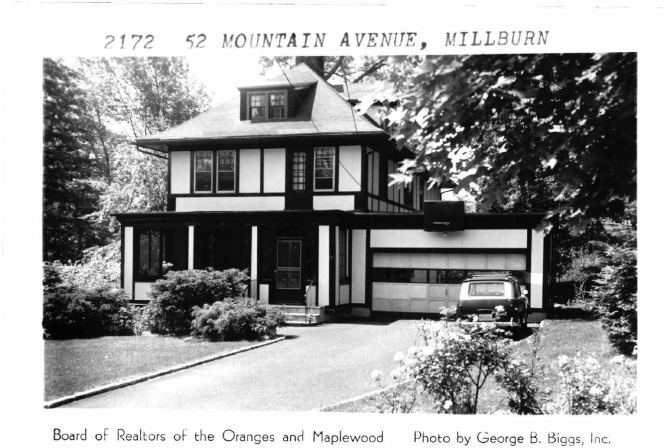 2172 52 MOUNTAIN AVENUE, MILLBURN
Board of Realtors of the Oranges and Maplewood Photo by George B. Biggs, Inc.